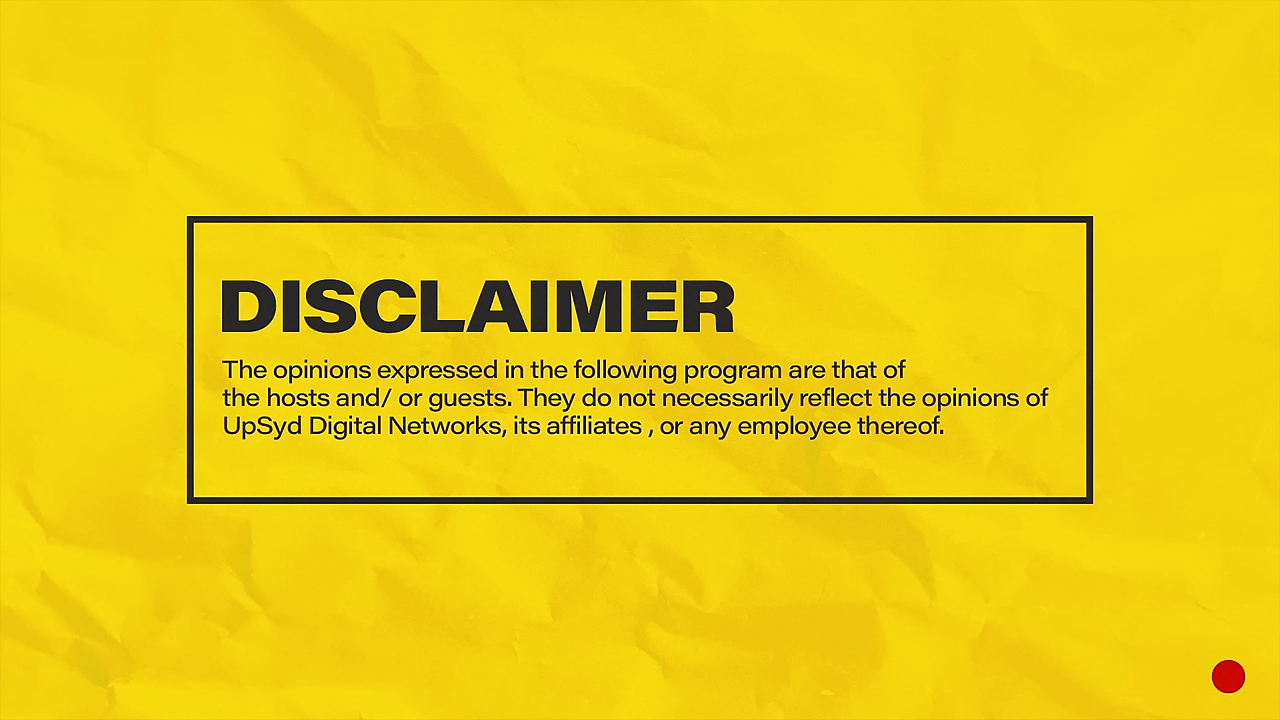 DISCLAIMER
The opinions expressed in the following program are that of
the hosts and/ or guests. They do not necessarily reflect the opinions of
UpSyd Digital Networks, its affiliates , or any employee thereof.